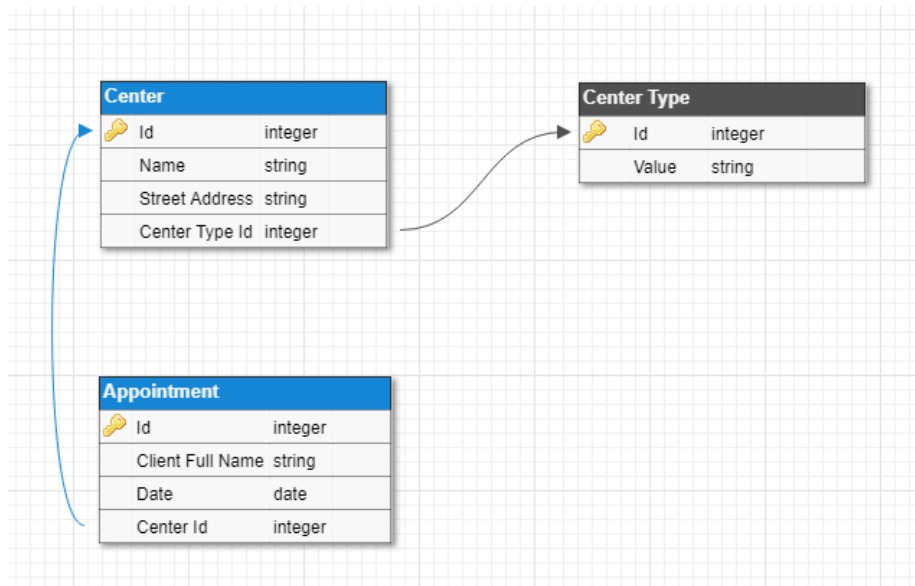 Center
Id integer
Name string
Street Address string
Center Type Id integer
Center Type
Id integer
Value string
Appointment
Id integer
Client Full Name string
Date date
Center Id integer